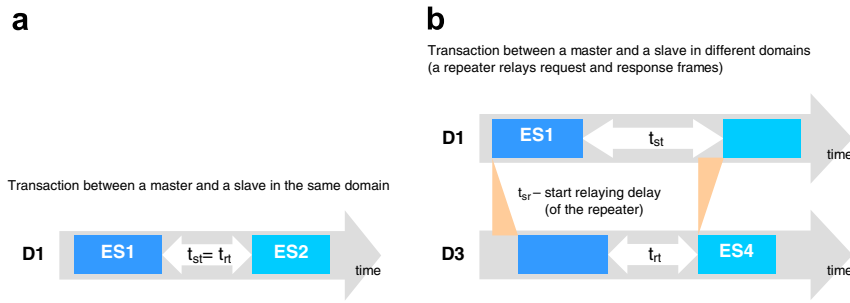 a
Transaction between a master and a slave in the same domain
D1
ES1
tst= trt
ES2
time
b
Transaction between a master and a slave in different domains
(a repeater relays request and response frames)
D1
ES1
tst
time
tsr – start relaying delay
(of the repeater)
D3
trt
ES4
time